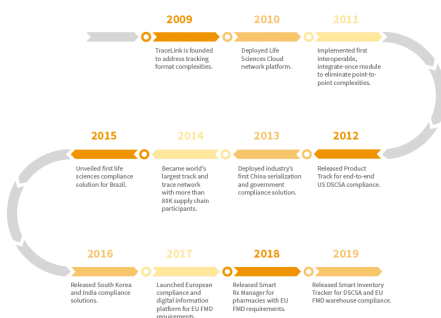 2009
TraceLink is founded
to address tracking
format complexities.
2010
Deployed Life
Sciences Cloud
network platform.
2011
Implemented first
interoperable,
integrate-once module
to eliminate point-to-
point complexities.
2012
Released Product
Track for end-to-end
US DSCSA compliance.
2013
Deployed industry's
first China serialization
and government
compliance solution.
2014
Became world's
largest track and
trace network
with more than
80K supply chain
participants.
2015
Unveiled first life
sciences compliance
solution for Brazil.
2016
Released South Korea
and India compliance
solutions.
2017
Launched European
compliance and
digital information
platform for EU FMD
requirements.
2018
Released Smart
Rx Manager for
pharmacies with EU
FMD requirements.
2019
Released Smart Inventory
Tracker for DSCSA and EU
FMD warehouse compliance.